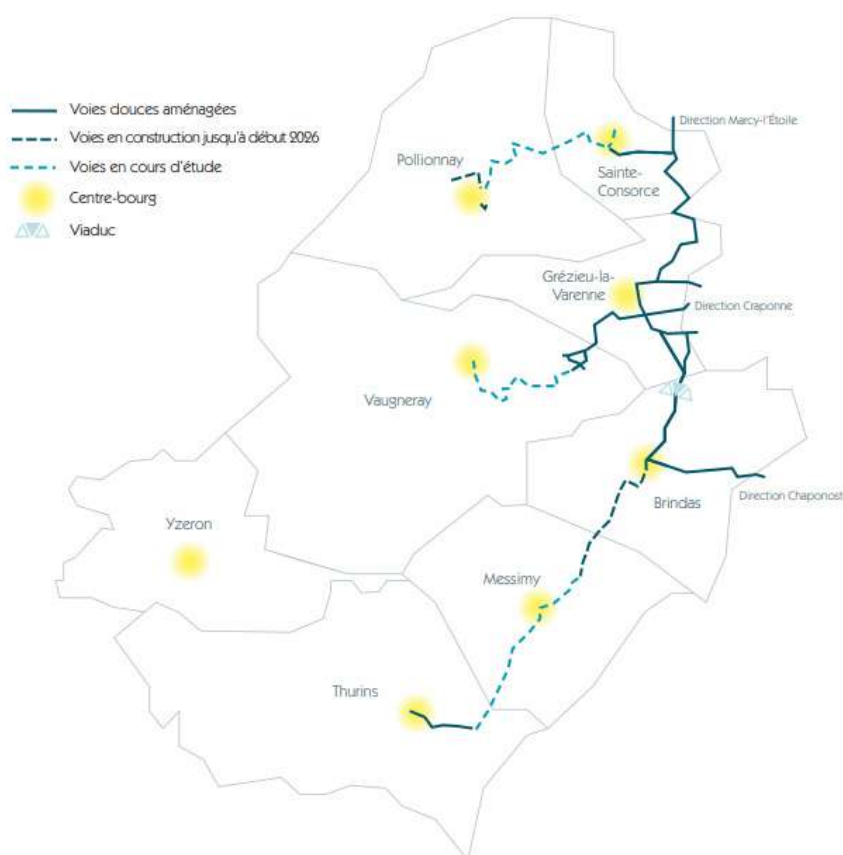 Voies douces aménagées
Voies en construction jusqu'à début 2026
Voies en cours d'étude
Centre-bourg
Viaduc
Direction Marcy-l'Étoile
Pollionnay
Sainte-
Consorce
Grézieu-la-
Varenne
Direction Craponne
Vaugneray
Brindas
Direction Chaponost
Yzeron
Messimy
Thurins